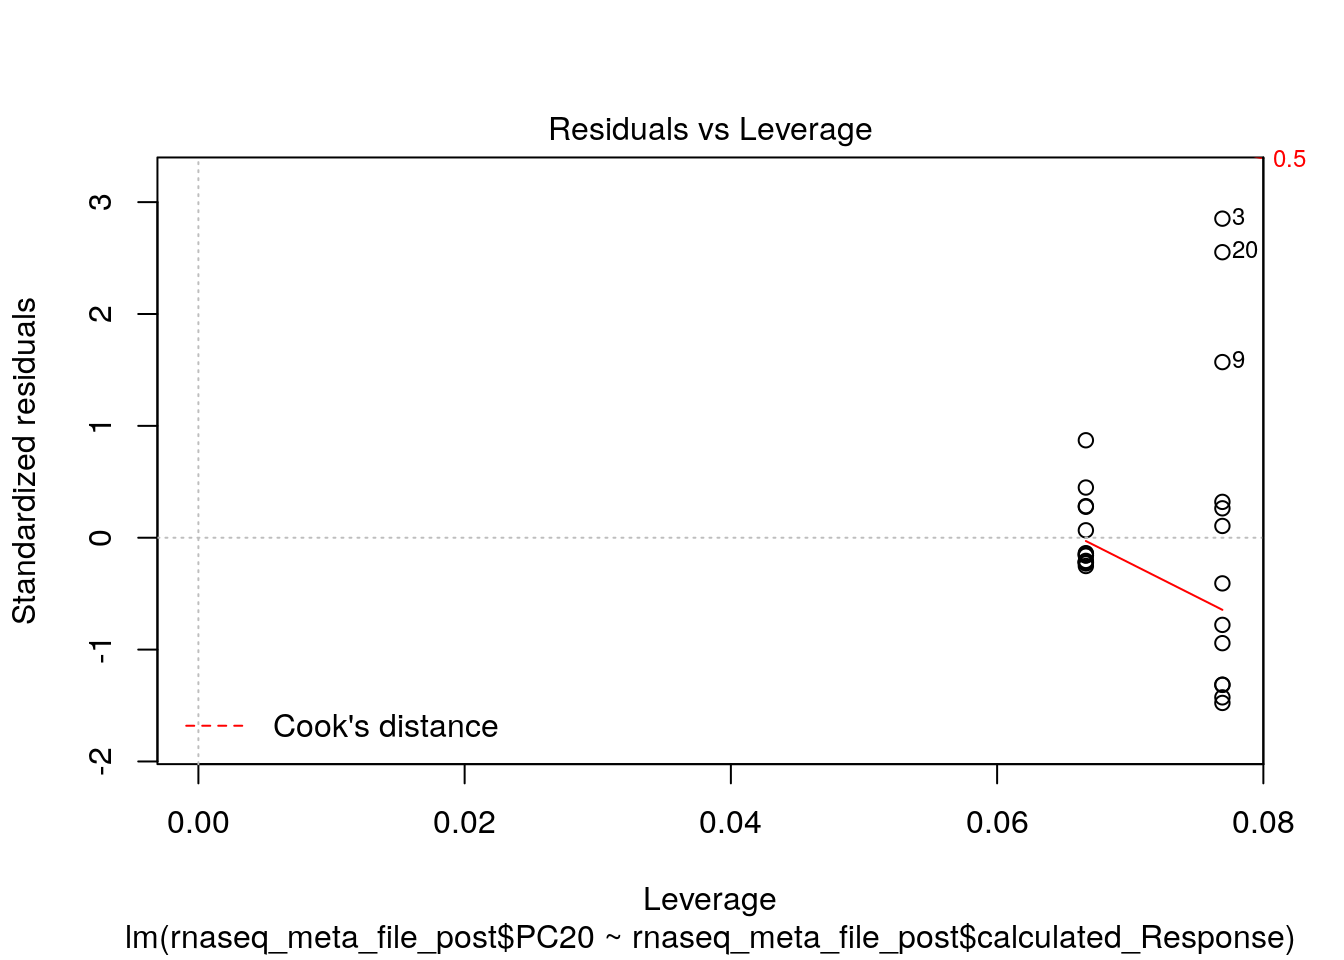 Residuals vs Leverage
0.5
3
2
1
0
-1
-2
Standardized residuals
3
20
9
Cook's distance
0.00 0.02 0.04 0.06 0.08
Leverage
lm(rnaseq_meta_file_post$PC20 ~ rnaseq_meta_file_post$calculated_Response)